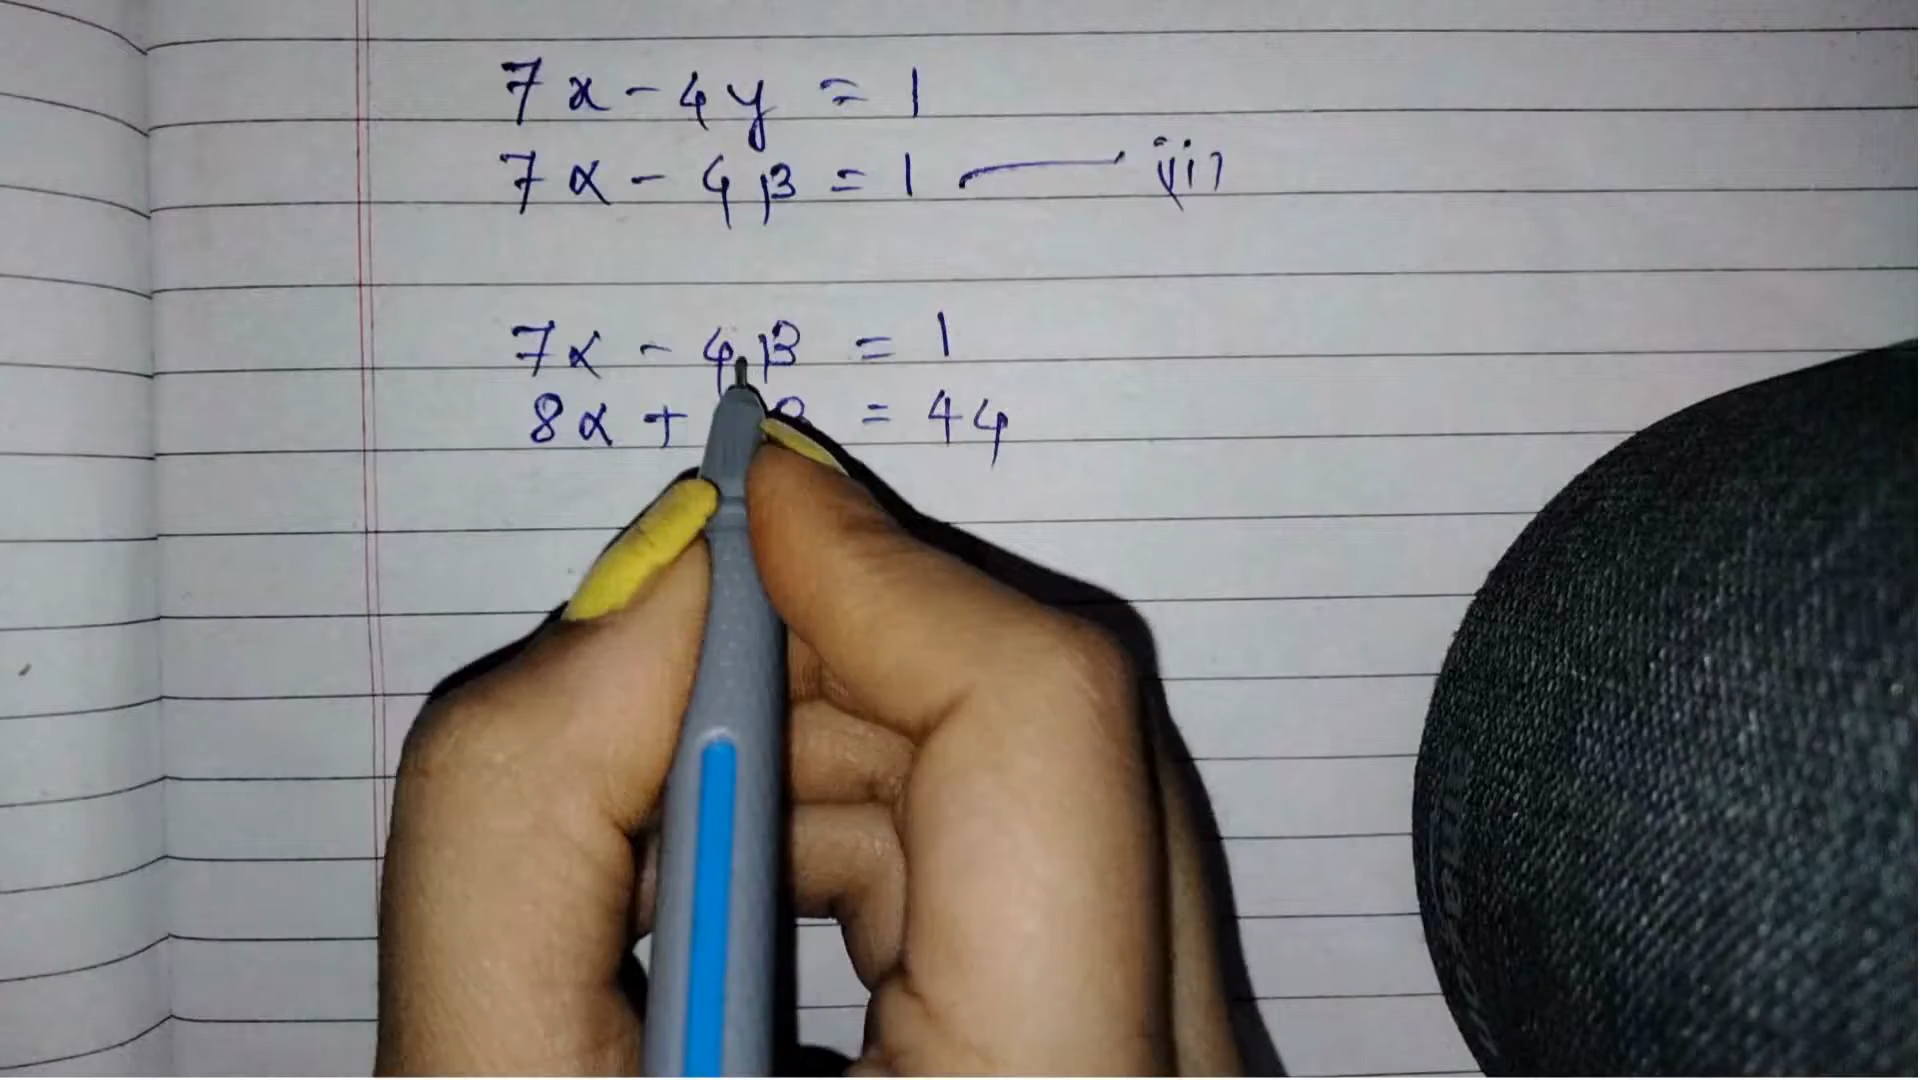 7x - 4y = 1
7α - 4β = 1 —— (ii)
7α - 4β = 1
8α + = 44